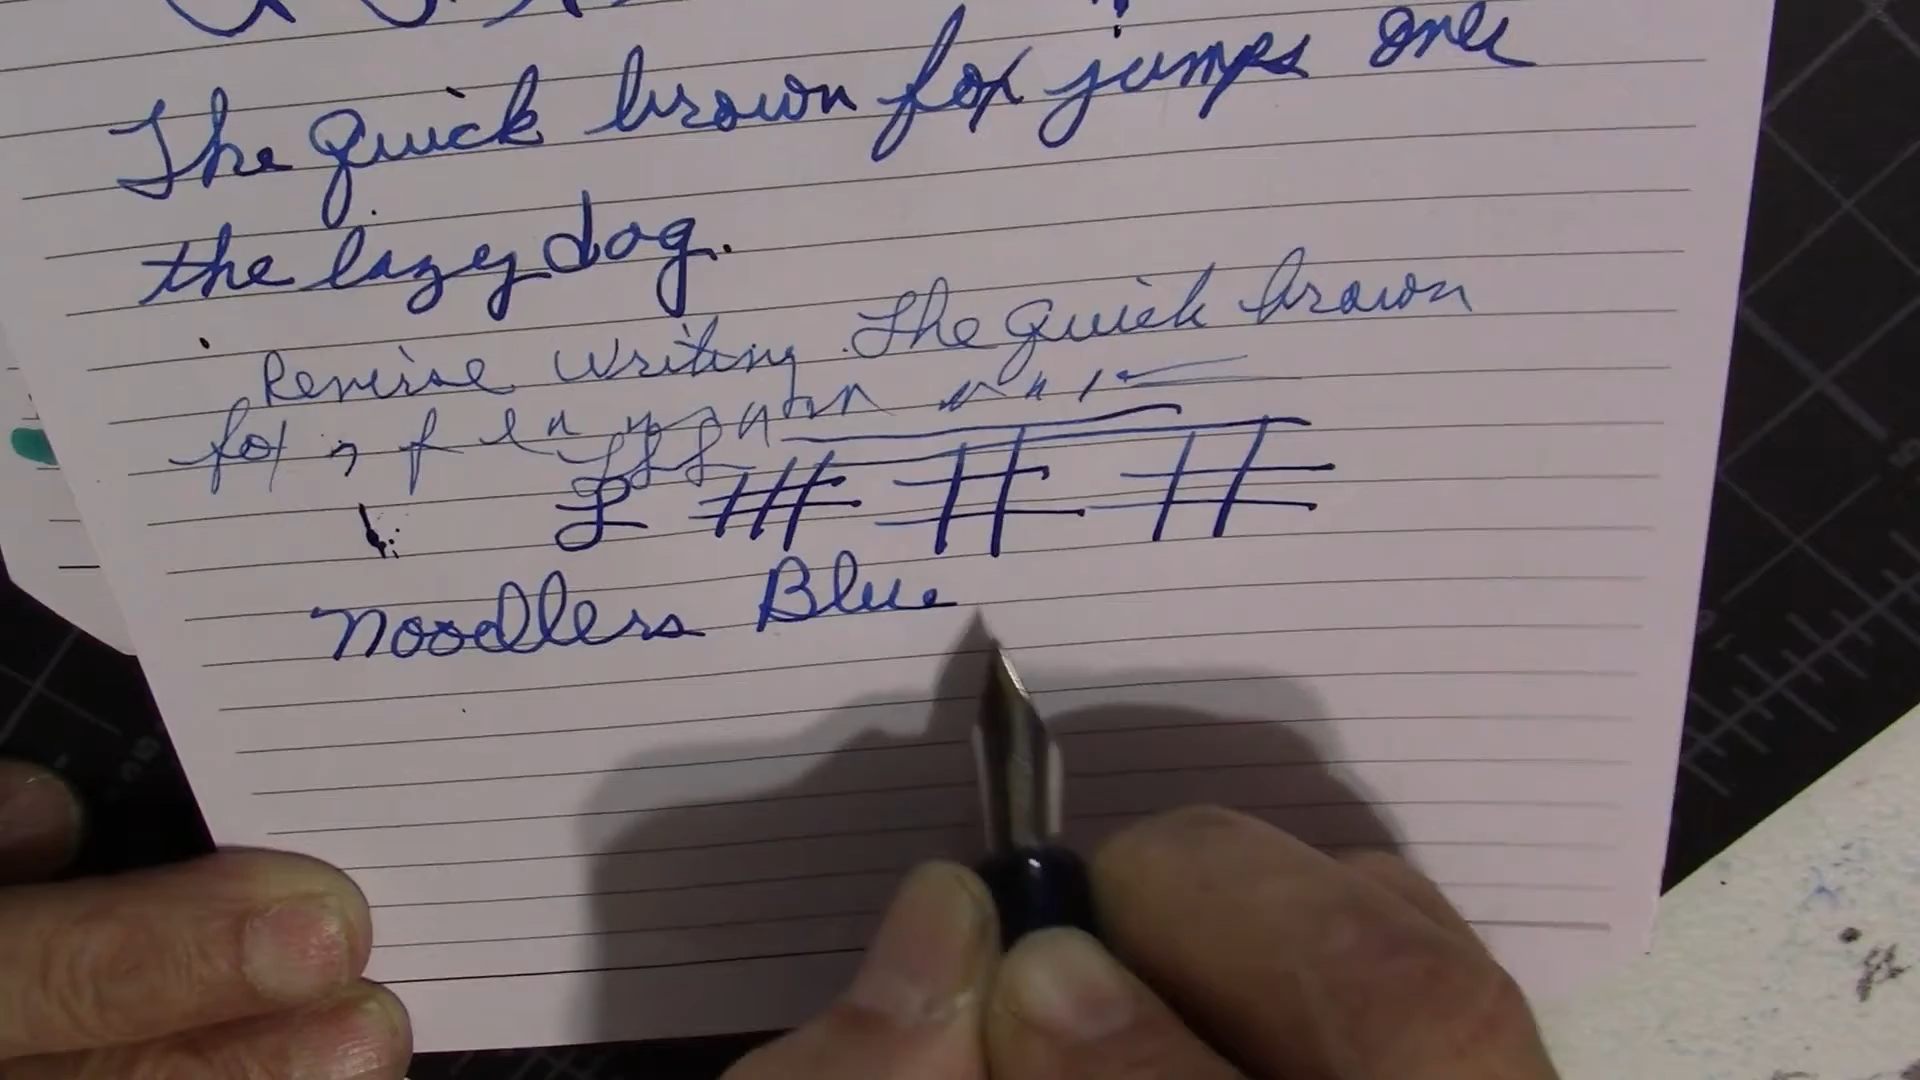 The quick brown fox jumps over
the lazy dog.
Reverse writing The quick brown
fox
Noodlers Blue